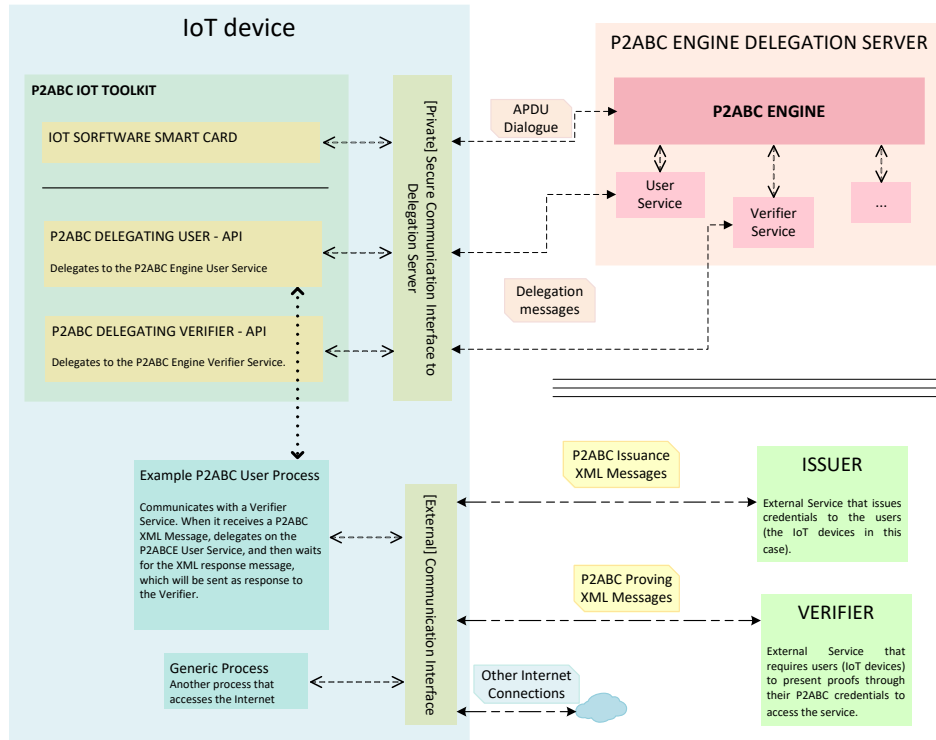 IoT device
P2ABC IOT TOOLKIT
IOT SORFTWARE SMART CARD
P2ABC DELEGATING USER - API
Delegates to the P2ABC Engine User Service
P2ABC DELEGATING VERIFIER - API
Delegates to the P2ABC Engine Verifier Service.
[Private] Secure Communication Interface to
Delegation Server
APDU
Dialogue
Delegation
messages
P2ABC ENGINE DELEGATION SERVER
P2ABC ENGINE
User
Service
Verifier
Service
...
Example P2ABC User Process
Communicates with a Verifier
Service. When it receives a P2ABC
XML Message, delegates on the
P2ABCE User Service, and then waits
for the XML response message,
which will be sent as response to
the Verifier.
Generic Process
Another process that
accesses the Internet
[External] Communication Interface
P2ABC Issuance
XML Messages
P2ABC Proving
XML Messages
Other Internet
Connections
ISSUER
External Service that issues
credentials to the users
(the IoT devices in this
case).
VERIFIER
External Service that
requires users (IoT devices)
to present proofs through
their P2ABC credentials to
access the service.